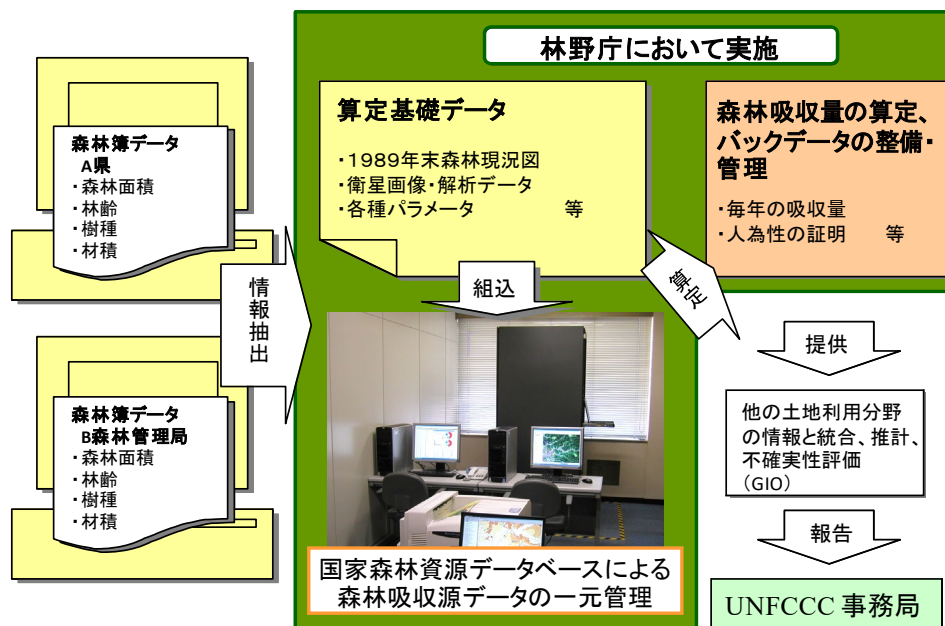 林野庁において実施
森林簿データ
A県
・森林面積
・林齢
・樹種
・材積
森林簿データ
B森林管理局
・森林面積
・林齢
・樹種
・材積
情報抽出
算定基礎データ
・1989年末森林現況図
・衛星画像・解析データ
・各種パラメータ　　　等
組込
国家森林資源データベースによる
森林吸収源データの一元管理
算定
森林吸収量の算定、
バックデータの整備・
管理
・毎年の吸収量
・人為性の証明　　等
提供
他の土地利用分野
の情報と統合、推計、
不確実性評価
（GIO）
報告
UNFCCC 事務局